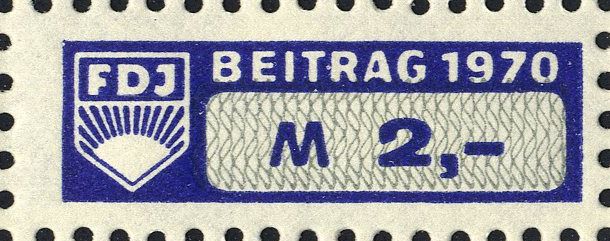 FDJ
BEITRAG 1970
M 2,-